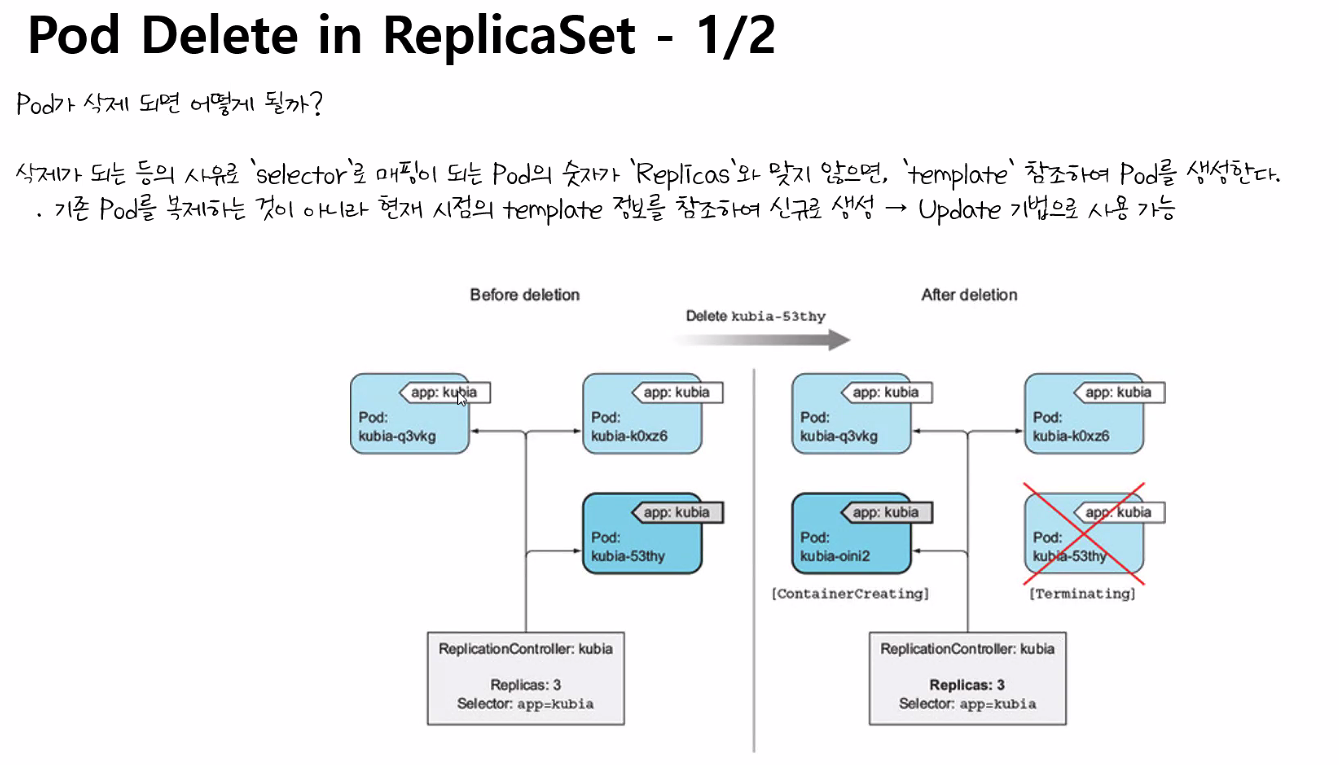 Pod Delete in ReplicaSet - 1/2
Pod가 삭제 되면 어떻게 될까?
삭제가 되는 등의 사유로 'selector'로 매핑이 되는 Pod의 숫자가 'Replicas'와 맞지 않으면, 'template' 참조하여 Pod를 생성한다.
. 기존 Pod를 복제하는 것이 아니라 현재 시점의 template 정보를 참조하여 신규로 생성 → Update 기법으로 사용 가능
Before deletion
Delete kubia-53thy
After deletion
app: kubia
Pod:
kubia-q3vkg
app: kubia
Pod:
kubia-k0xz6
app: kubia
Pod:
kubia-53thy
ReplicationController: kubia
Replicas: 3
Selector: app=kubia
app: kubia
Pod:
kubia-q3vkg
app: kubia
Pod:
kubia-k0xz6
app: kubia
Pod:
kubia-oini2
[ContainerCreating]
app: kubia
Pod:
kubia-53thy
[Terminating]
ReplicationController: kubia
Replicas: 3
Selector: app=kubia